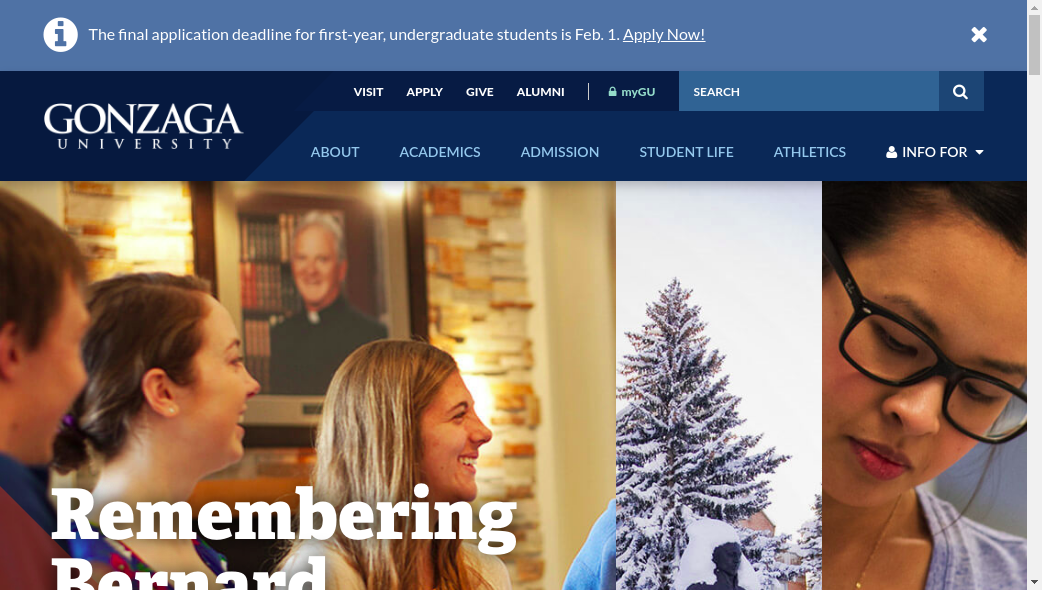 The final application deadline for first-year, undergraduate students is Feb. 1. Apply Now!
VISIT APPLY GIVE ALUMNI myGU SEARCH
GONZAGA
UNIVERSITY
ABOUT ACADEMICS ADMISSION STUDENT LIFE ATHLETICS INFO FOR
Remembering
Bernard